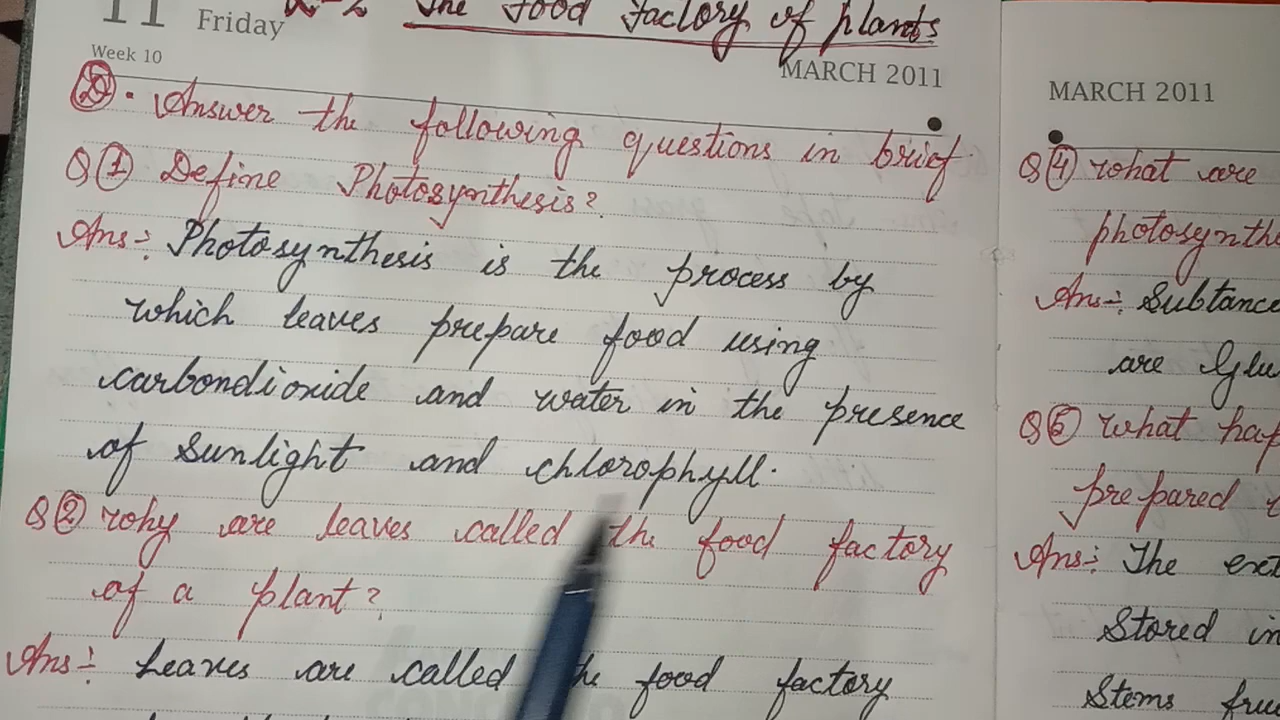 11 Friday
Week 10
The Food Factory of plants
MARCH 2011
D. Answer the following questions in brief
Q1 Define Photosynthesis?
Ans:- Photosynthesis is the process by
which leaves prepare food using
carbondioxide and water in the presence
of sunlight and chlorophyll.
Q2 why are leaves called the food factory
of a plant?
Ans:- Leaves are called the food factory
MARCH 2011
Q4 what are
photosynthe
Ans:- Subtance
are Glu
Q5 what hap
prepared
Ans:- The
Stored in
Stems fru